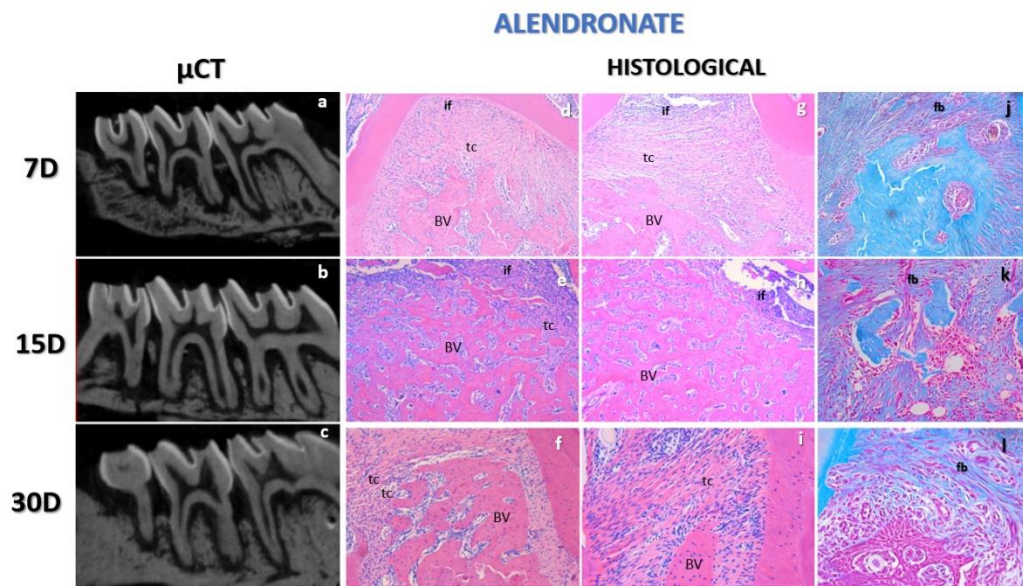 ALENDRONATE
µCT
HISTOLOGICAL
7D
a
d
if
tc
BV
g
if
tc
BV
j
fb
15D
b
e
if
tc
BV
h
if
BV
k
fb
30D
c
f
tc
tc
BV
i
tc
BV
l
fb